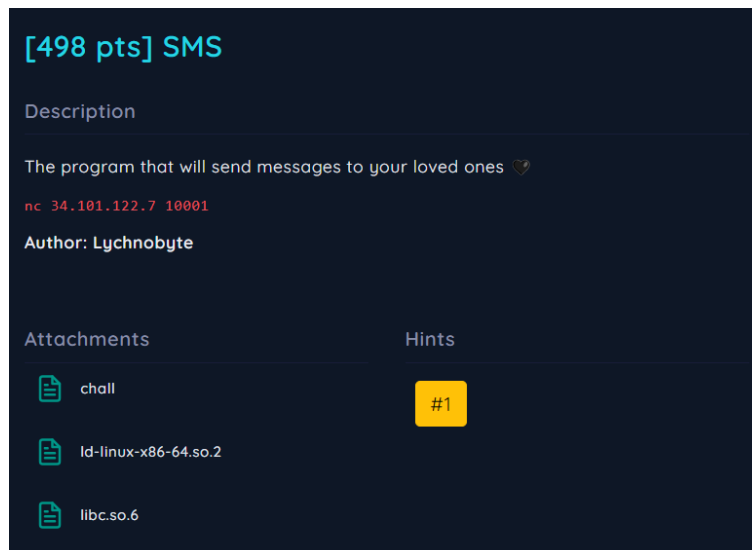 [498 pts] SMS
Description
The program that will send messages to your loved ones 🖤
nc 34.101.122.7 10001
Author: Lychnobyte
Attachments
Hints
chall
#1
ld-linux-x86-64.so.2
libc.so.6